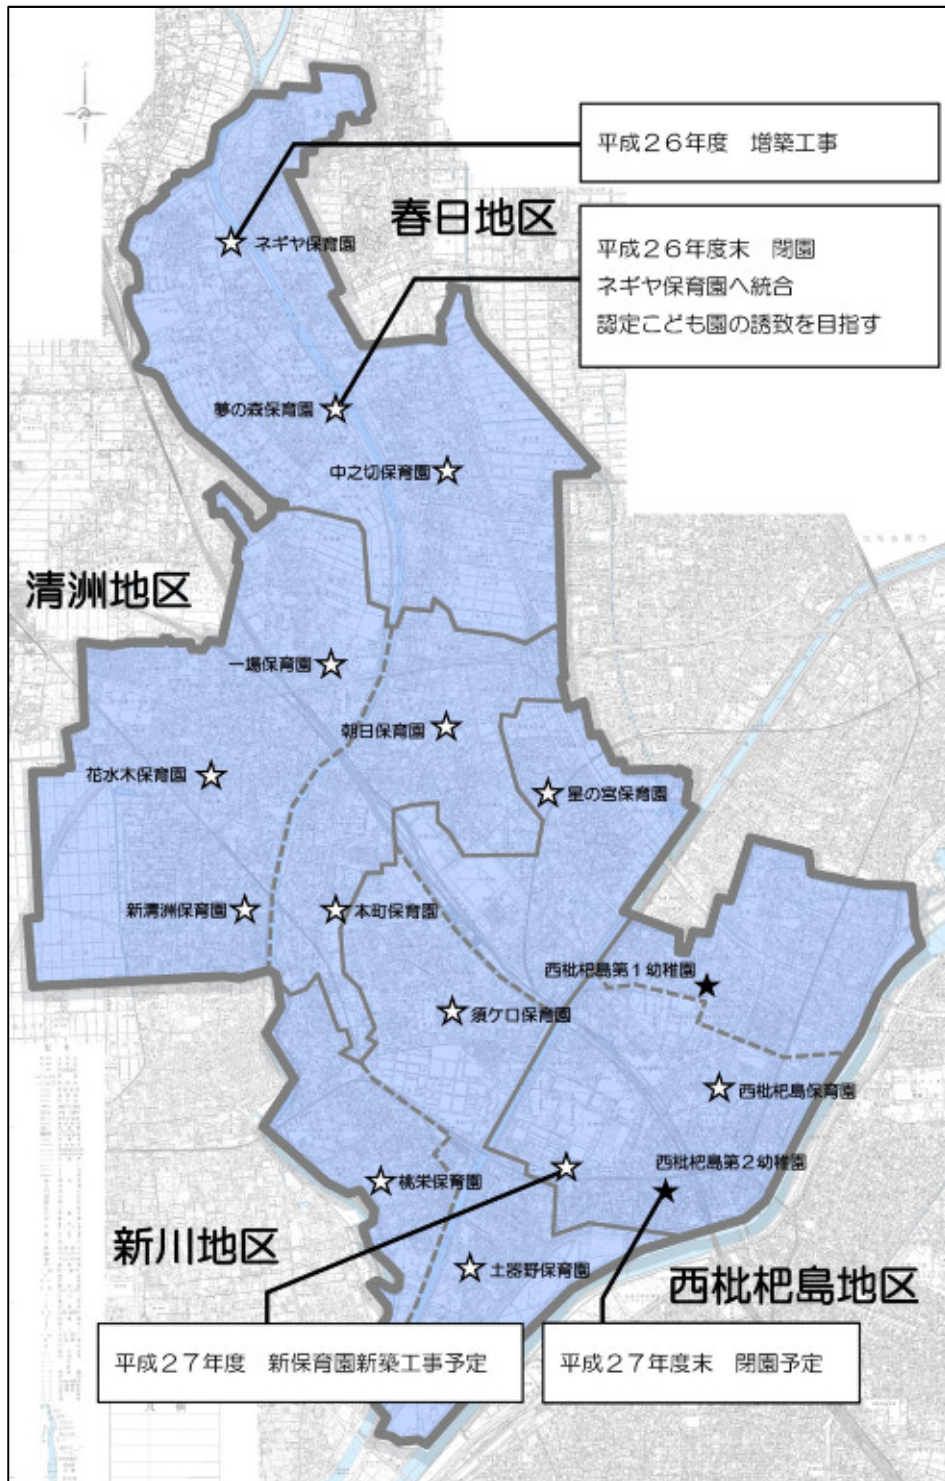 平成26年度　増築工事
春日地区
ネギヤ保育園
平成26年度末　閉園
ネギヤ保育園へ統合
認定こども園の誘致を目指す
夢の森保育園
中之切保育園
清洲地区
一場保育園
朝日保育園
花水木保育園
星の宮保育園
新清洲保育園
本町保育園
西枇杷島第1幼稚園
須ケ口保育園
西枇杷島保育園
西枇杷島第2幼稚園
桃栄保育園
新川地区
土器野保育園
西枇杷島地区
平成27年度　新保育園新築工事予定
平成27年度末　閉園予定